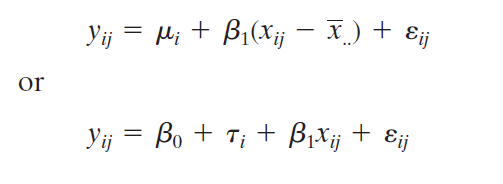 yᵢⱼ = μᵢ + β₁(xᵢⱼ − x̅..) + εᵢⱼ
or
yᵢⱼ = β₀ + τᵢ + β₁xᵢⱼ + εᵢⱼ